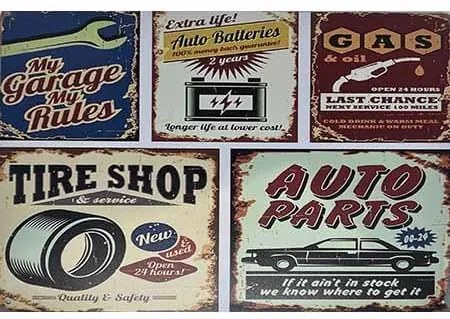 My
Garage
My
Rules
Extra life!
Auto Batteries
100% money back guarantee!
2 years
Longer life at lower cost!
GAS
& oil
OPEN 24 HOURS
LAST CHANCE
NEXT SERVICE 100 MILES
COLD DRINK & WARM MEAL
MECHANIC ON DUTY
TIRE SHOP
& service
New
& used
Open
24 hours!
Quality & Safety
AUTO
PARTS
00-24
If it ain't in stock
we know where to get it